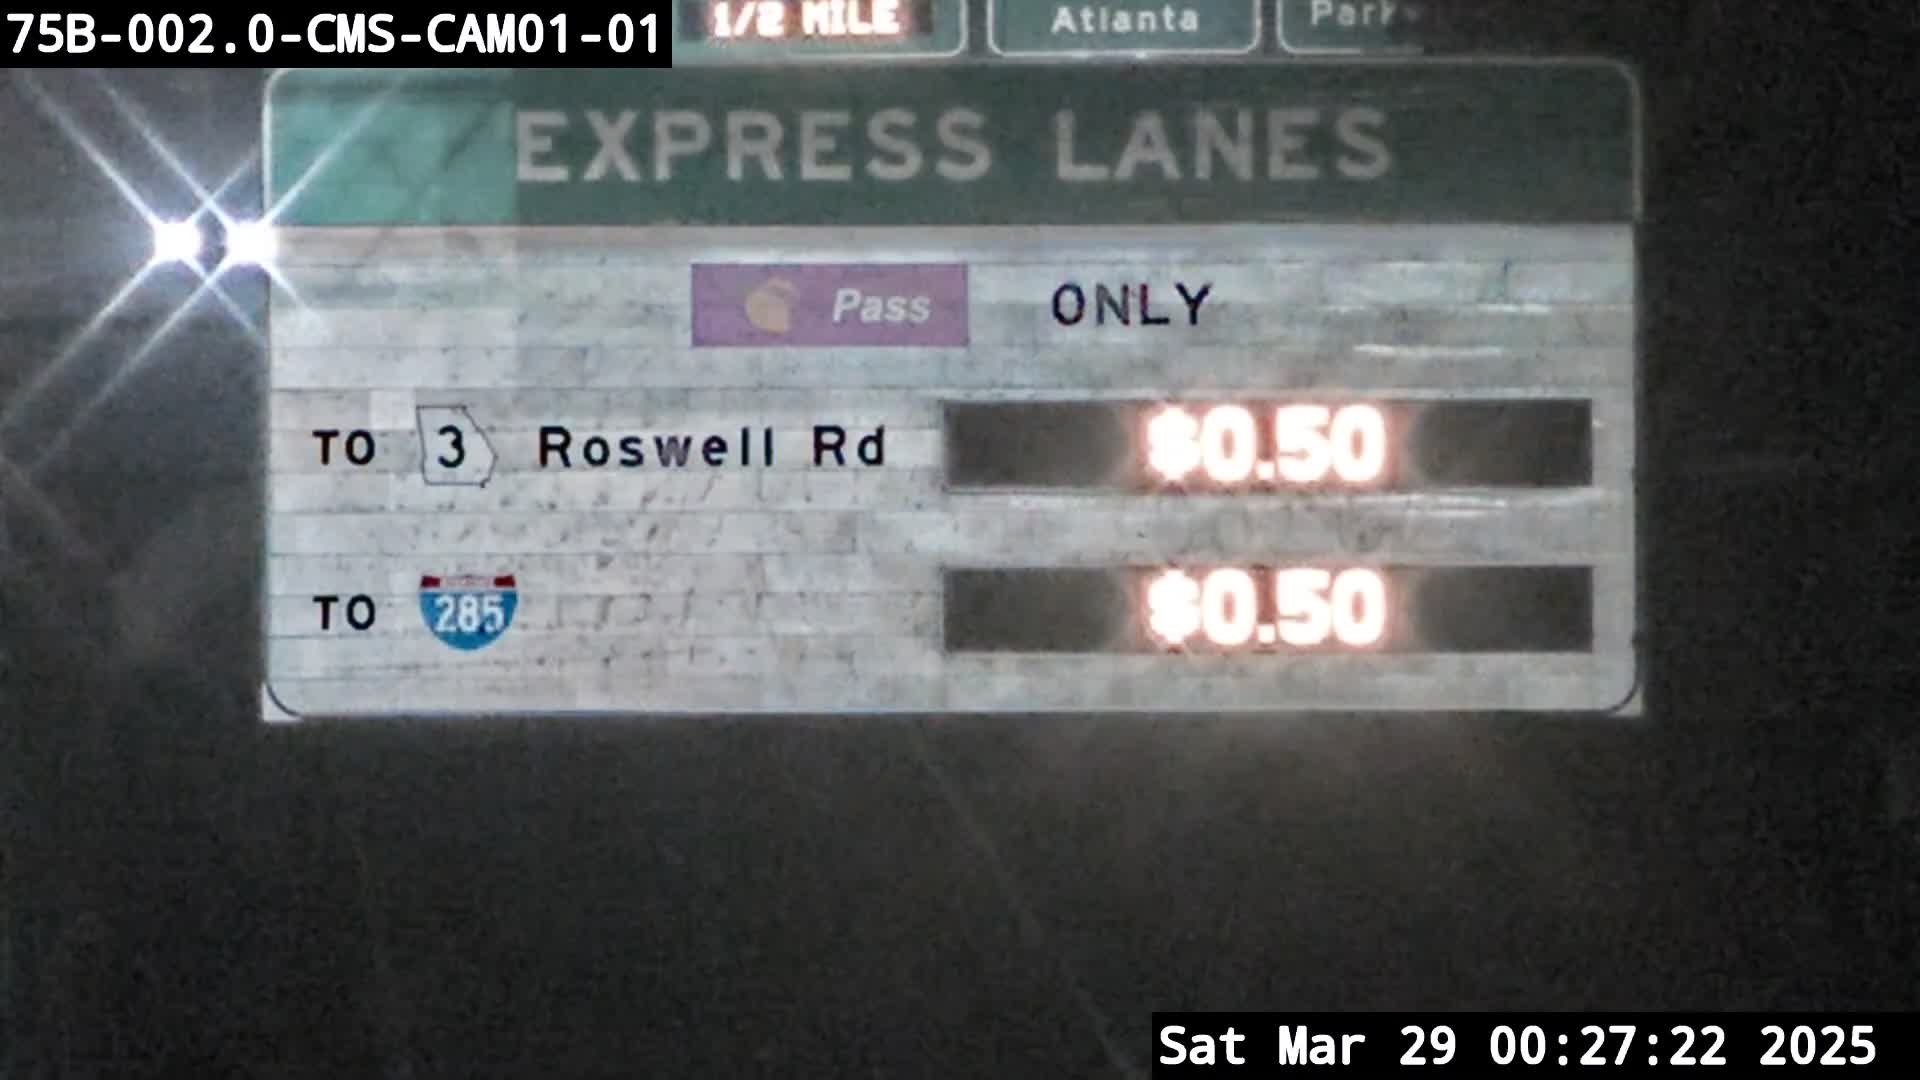 75B-002.0-CMS-CAM01-01
1/2 MILE
Atlanta
EXPRESS LANES
Pass ONLY
TO 3 Roswell Rd $0.50
TO 285 $0.50
Sat Mar 29 00:27:22 2025